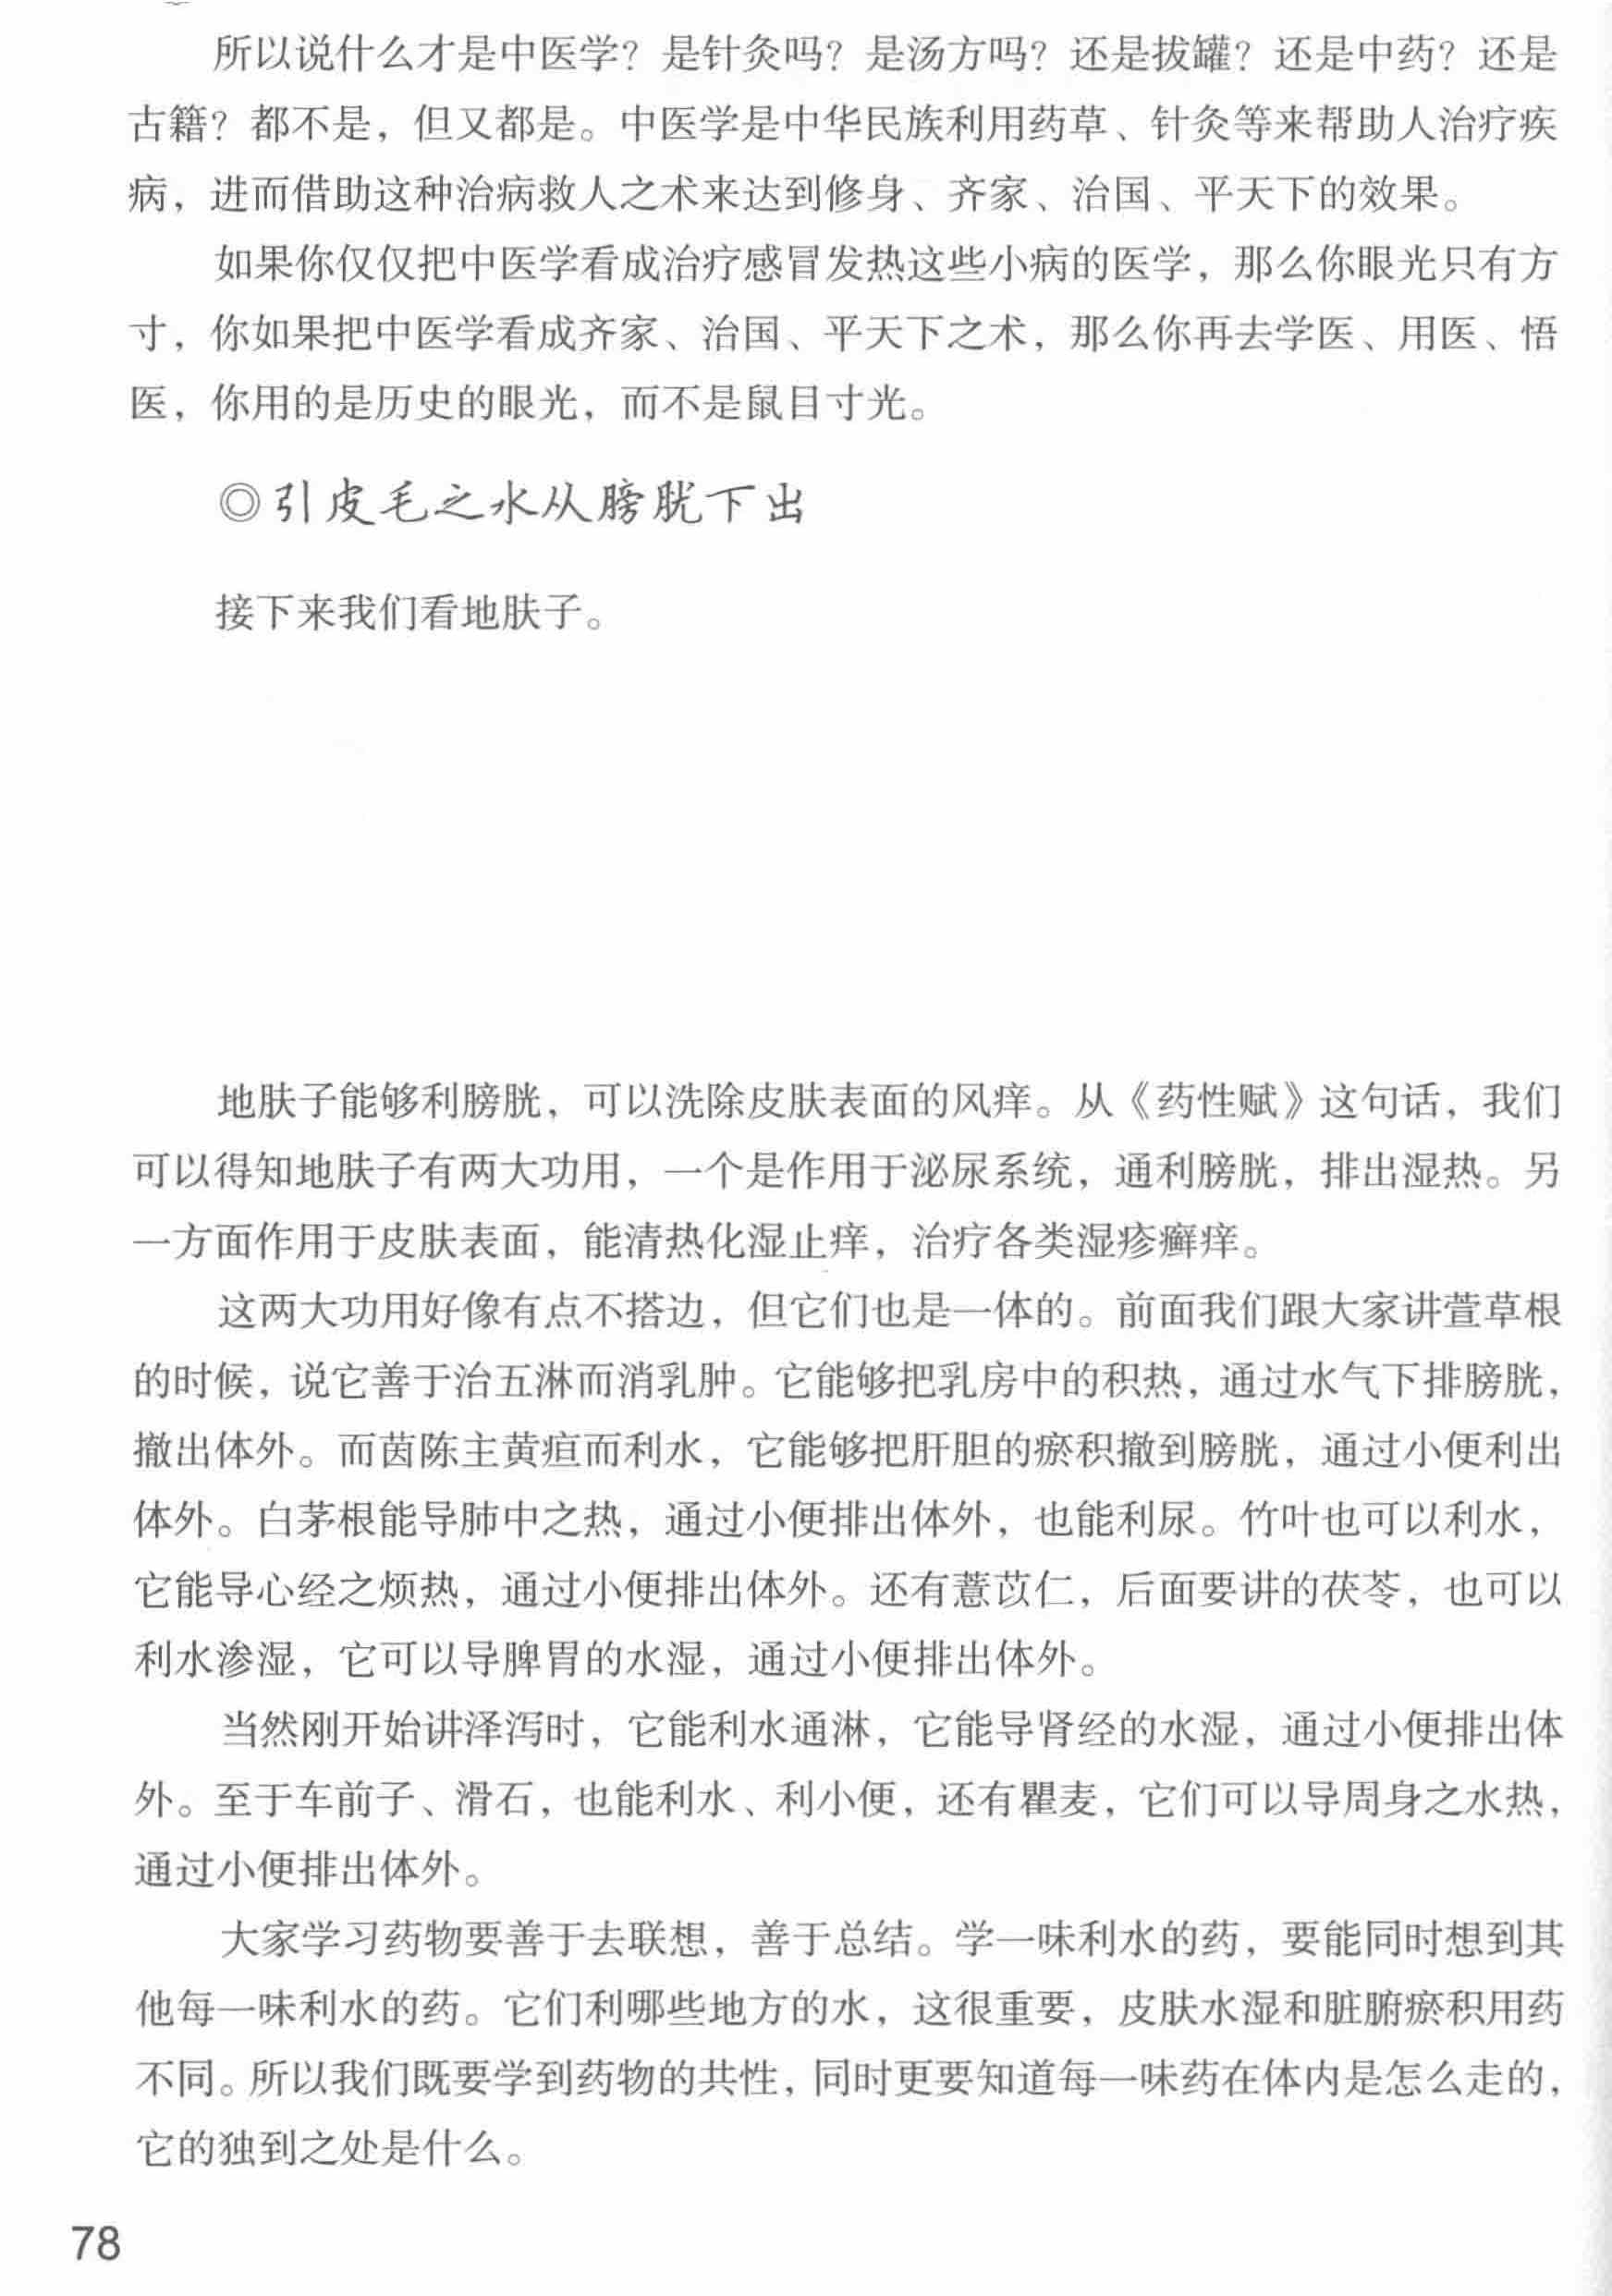 所以说什么才是中医学？是针灸吗？是汤方吗？还是拔罐？还是中药？还是
古籍？都不是，但又都是。中医学是中华民族利用药草、针灸等来帮助人治疗疾
病，进而借助这种治病救人之术来达到修身、齐家、治国、平天下的效果。
如果你仅仅把中医学看成治疗感冒发热这些小病的医学，那么你眼光只有方
寸，你如果把中医学看成齐家、治国、平天下之术，那么你再去学医、用医、悟
医，你用的是历史的眼光，而不是鼠目寸光。
◎引皮毛之水从膀胱下出
接下来我们看地肤子。
地肤子能够利膀胱，可以洗除皮肤表面的风痒。从《药性赋》这句话，我们
可以得知地肤子有两大功用，一个是作用于泌尿系统，通利膀胱，排出湿热。另
一方面作用于皮肤表面，能清热化湿止痒，治疗各类湿疹癣痒。
这两大功用好像有点不搭边，但它们也是一体的。前面我们跟大家讲萱草根
的时候，说它善于治五淋而消乳肿。它能够把乳房中的积热，通过水气下排膀胱，
撤出体外。而茵陈主黄疸而利水，它能够把肝胆的瘀积撤到膀胱，通过小便利出
体外。白茅根能导肺中之热，通过小便排出体外，也能利尿。竹叶也可以利水，
它能导心经之烦热，通过小便排出体外。还有薏苡仁，后面要讲的茯苓，也可以
利水渗湿，它可以导脾胃的水湿，通过小便排出体外。
当然刚开始讲泽泻时，它能利水通淋，它能导肾经的水湿，通过小便排出体
外。至于车前子、滑石，也能利水、利小便，还有瞿麦，它们可以导周身之水热，
通过小便排出体外。
大家学习药物要善于去联想，善于总结。学一味利水的药，要能同时想到其
他每一味利水的药。它们利哪些地方的水，这很重要，皮肤水湿和脏腑瘀积用药
不同。所以我们既要学到药物的共性，同时更要知道每一味药在体内是怎么走的，
它的独到之处是什么。
78